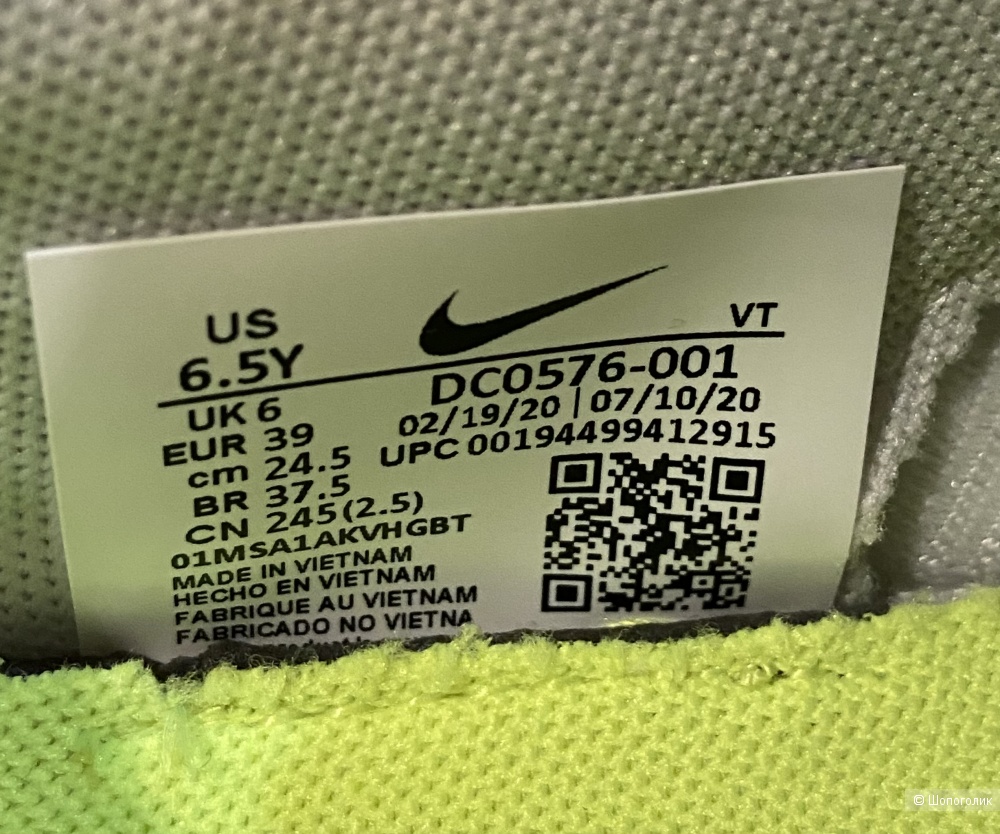 US
6.5Y
VT
UK 6
EUR 39
cm 24.5
BR 37.5
CN 245(2.5)
DC0576-001
02/19/20 | 07/10/20
UPC 00194499412915
01MSA1AKVHGBT
MADE IN VIETNAM
HECHO EN VIETNAM
FABRIQUE AU VIETNAM
FABRICADO NO VIETNA
© Шопоголик